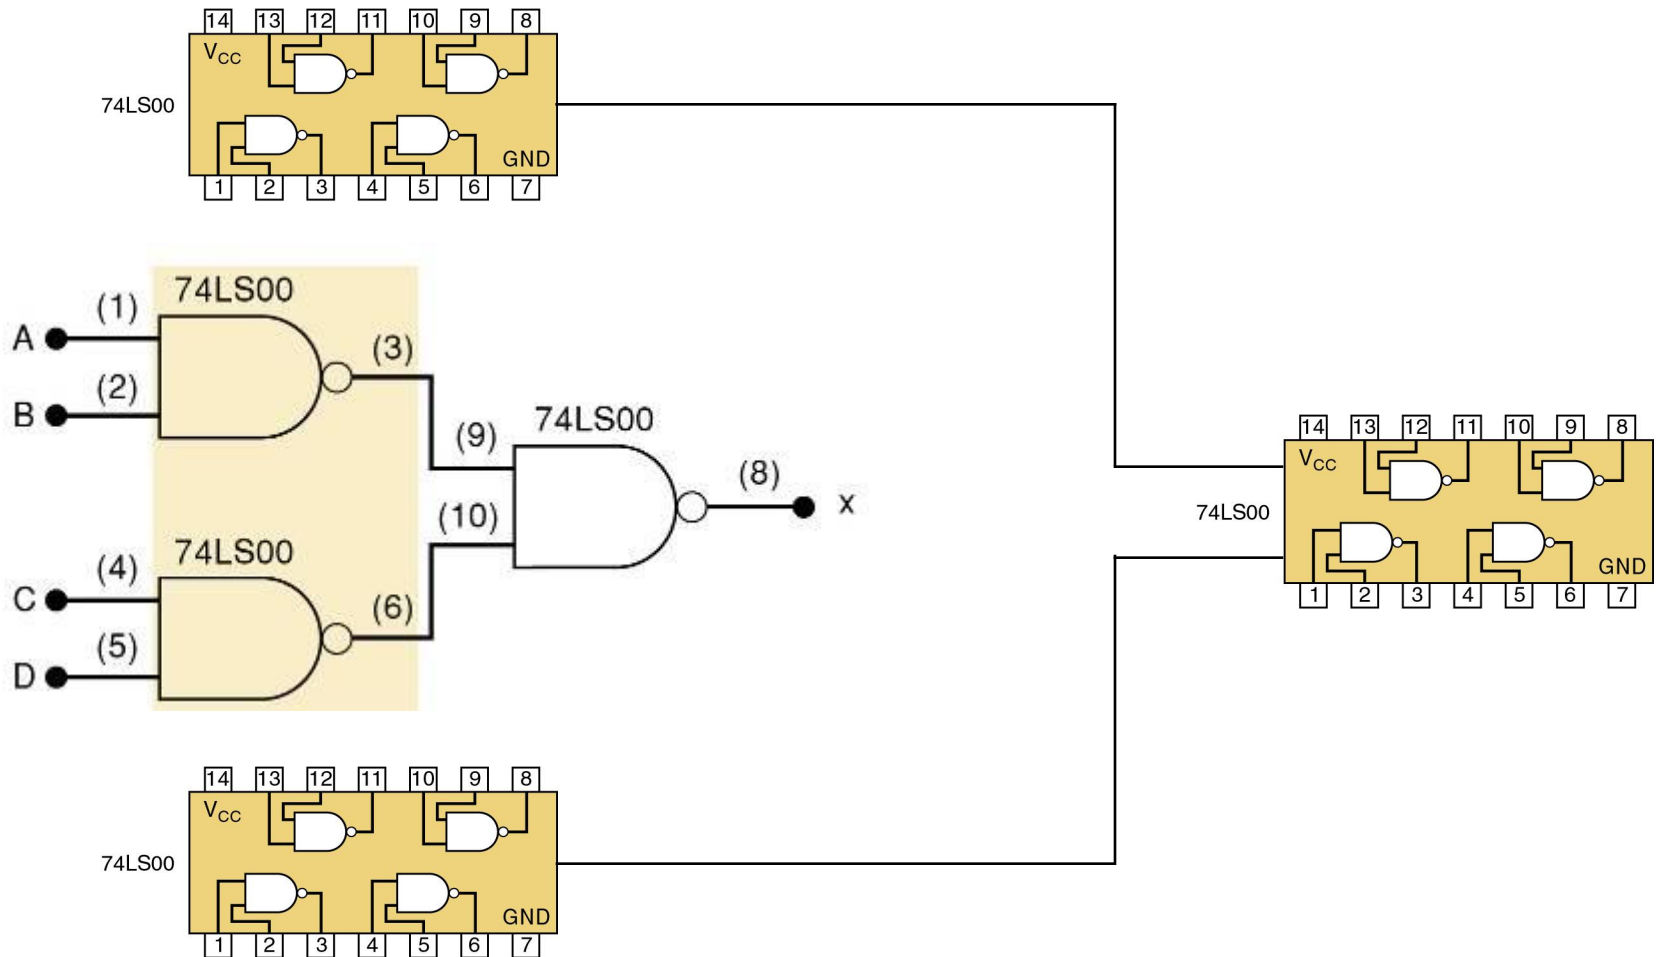 14 13 12 11 10 9 8
VCC
74LS00
GND
1 2 3 4 5 6 7
74LS00
A (1)
(3)
B (2)
74LS00
(9)
(8)
x
(10)
74LS00
C (4)
(6)
D (5)
14 13 12 11 10 9 8
VCC
74LS00
GND
1 2 3 4 5 6 7
14 13 12 11 10 9 8
VCC
74LS00
GND
1 2 3 4 5 6 7